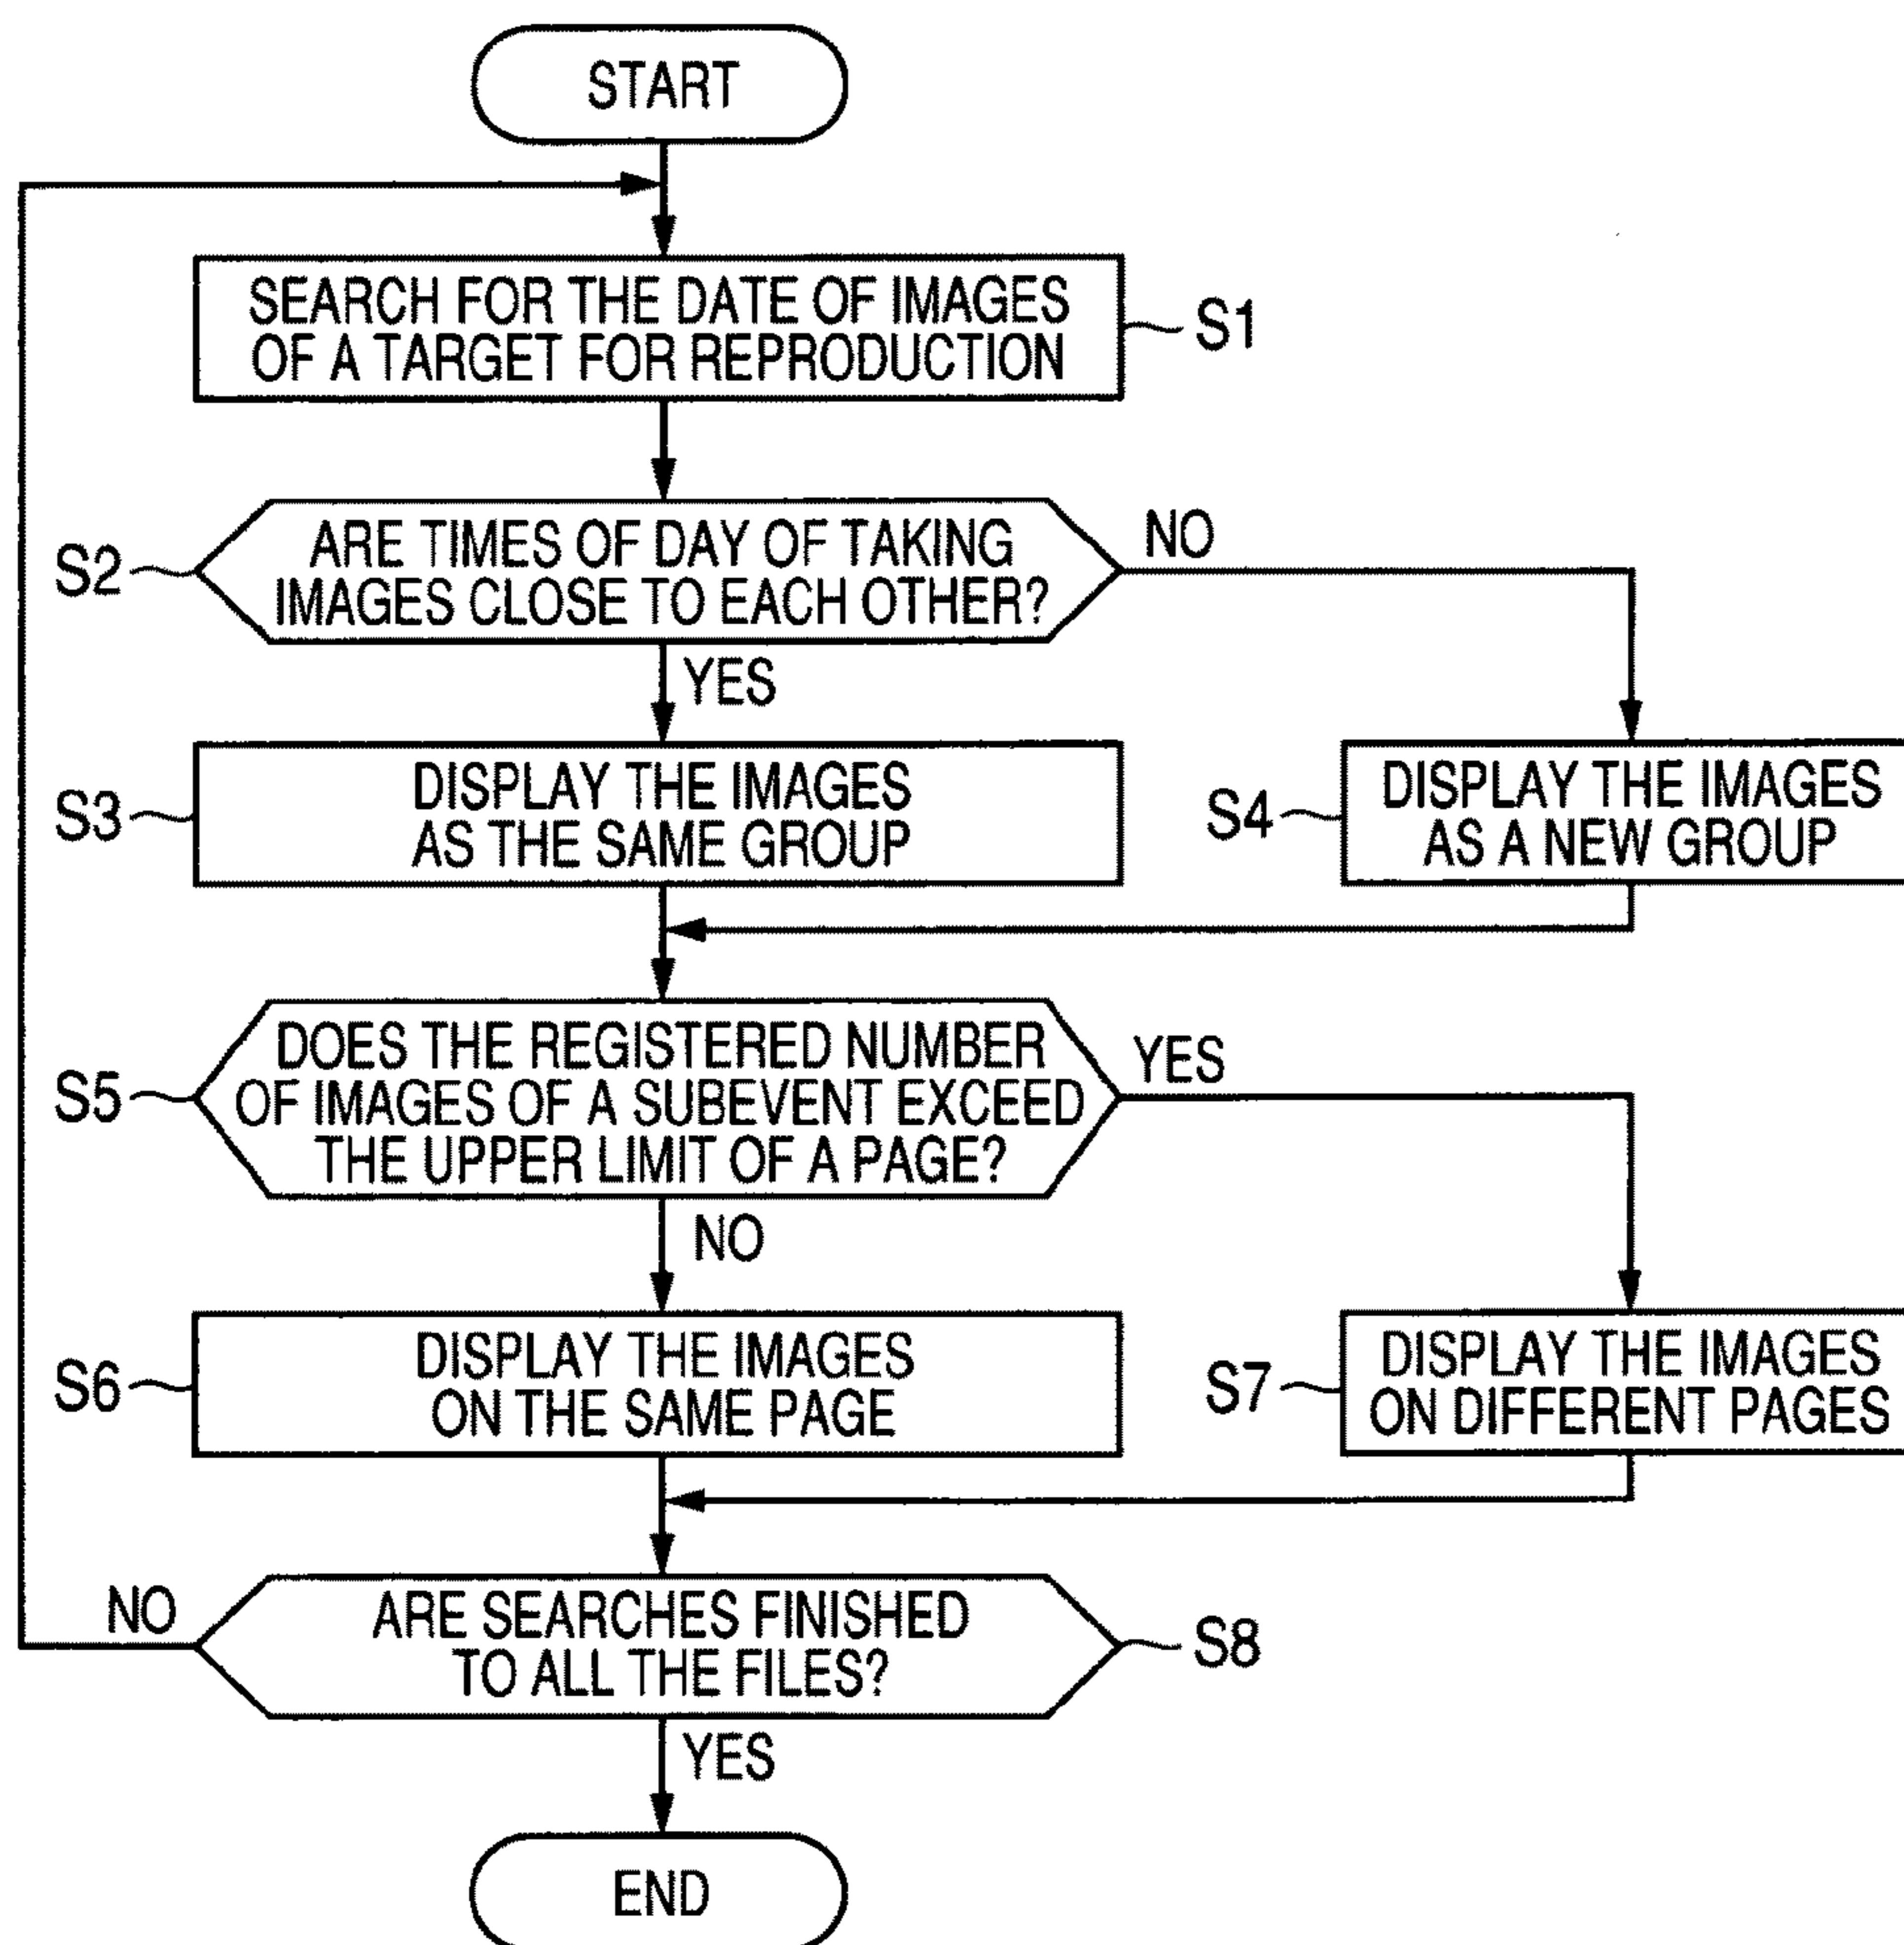 START
SEARCH FOR THE DATE OF IMAGES
OF A TARGET FOR REPRODUCTION
S1
S2
ARE TIMES OF DAY OF TAKING
IMAGES CLOSE TO EACH OTHER?
NO
YES
S3
DISPLAY THE IMAGES
AS THE SAME GROUP
S4
DISPLAY THE IMAGES
AS A NEW GROUP
S5
DOES THE REGISTERED NUMBER
OF IMAGES OF A SUBEVENT EXCEED
THE UPPER LIMIT OF A PAGE?
YES
NO
S6
DISPLAY THE IMAGES
ON THE SAME PAGE
S7
DISPLAY THE IMAGES
ON DIFFERENT PAGES
NO
ARE SEARCHES FINISHED
TO ALL THE FILES?
S8
YES
END